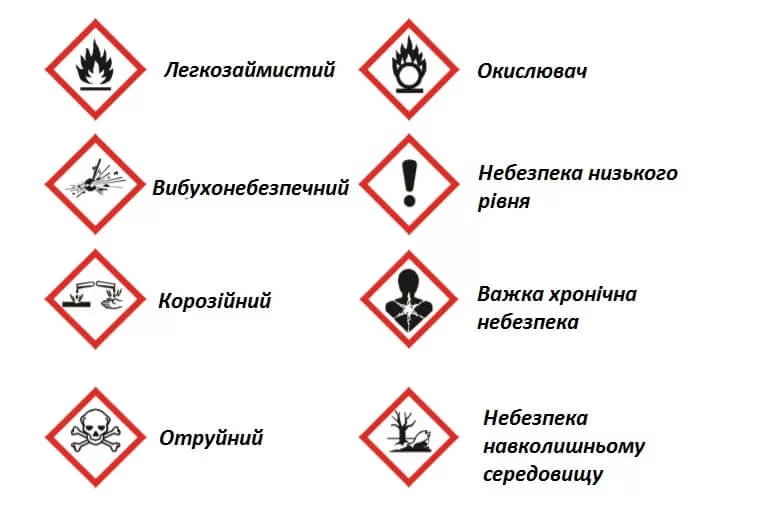 Легкозаймистий
Окислювач
Вибухонебезпечний
Небезпека низького
рівня
Корозійний
Важка хронічна
небезпека
Отруйний
Небезпека
навколишньому
середовищу